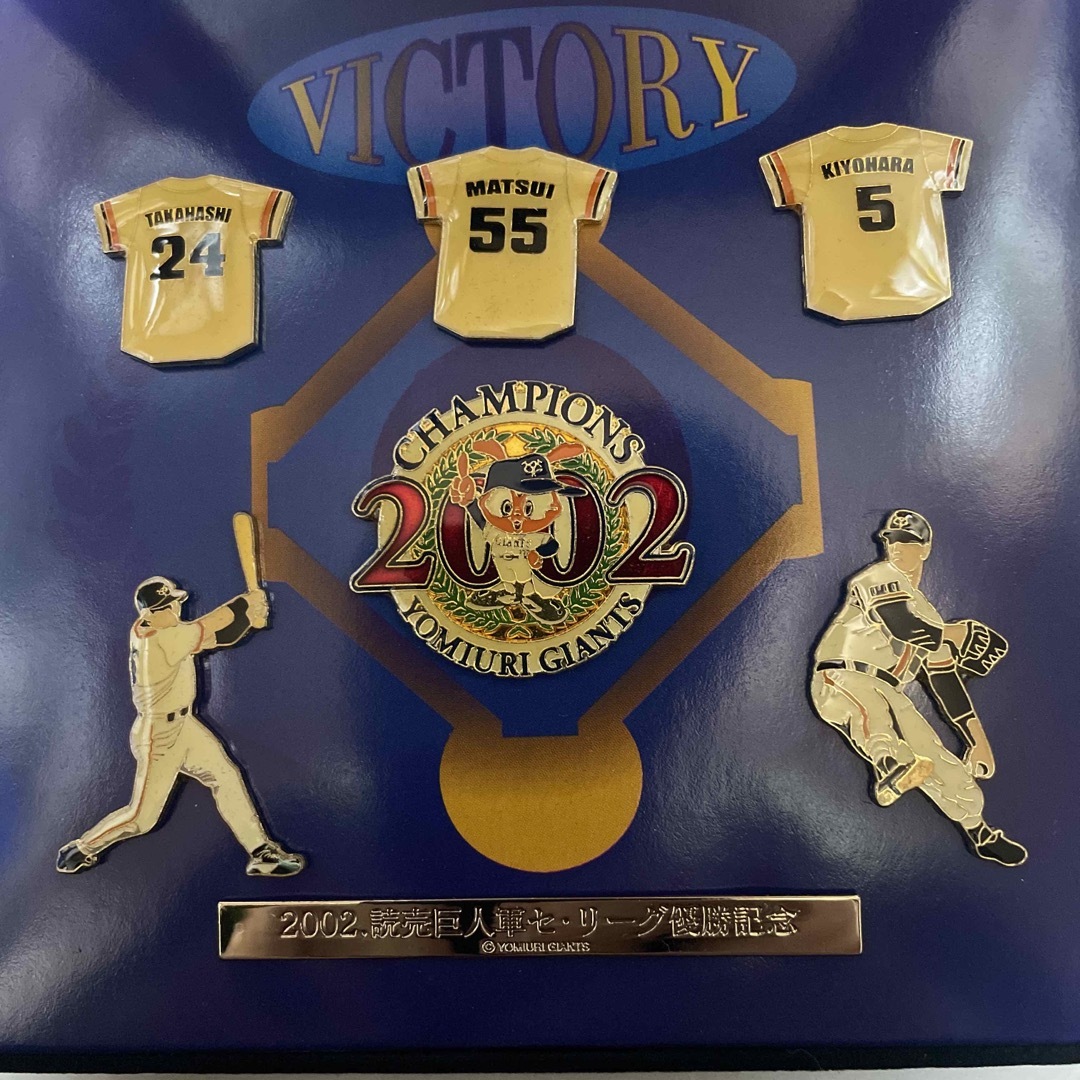 VICTORY
TAKAHASHI
24
MATSUI
55
KIYOHARA
5
CHAMPIONS
2002
GIANTS
YOMIURI GIANTS
2002.読売巨人軍セ・リーグ優勝記念
© YOMIURI GIANTS